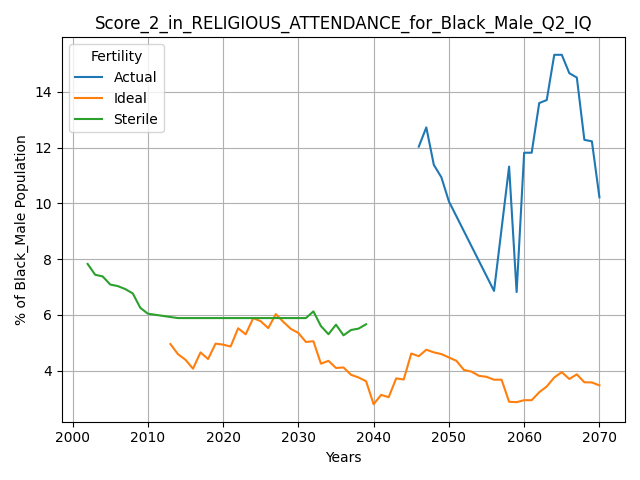 Score_2_in_RELIGIOUS_ATTENDANCE_for_Black_Male_Q2_IQ
Fertility
Actual
Ideal
Sterile
% of Black_Male Population
14
12
10
8
6
4
2000 2010 2020 2030 2040 2050 2060 2070
Years